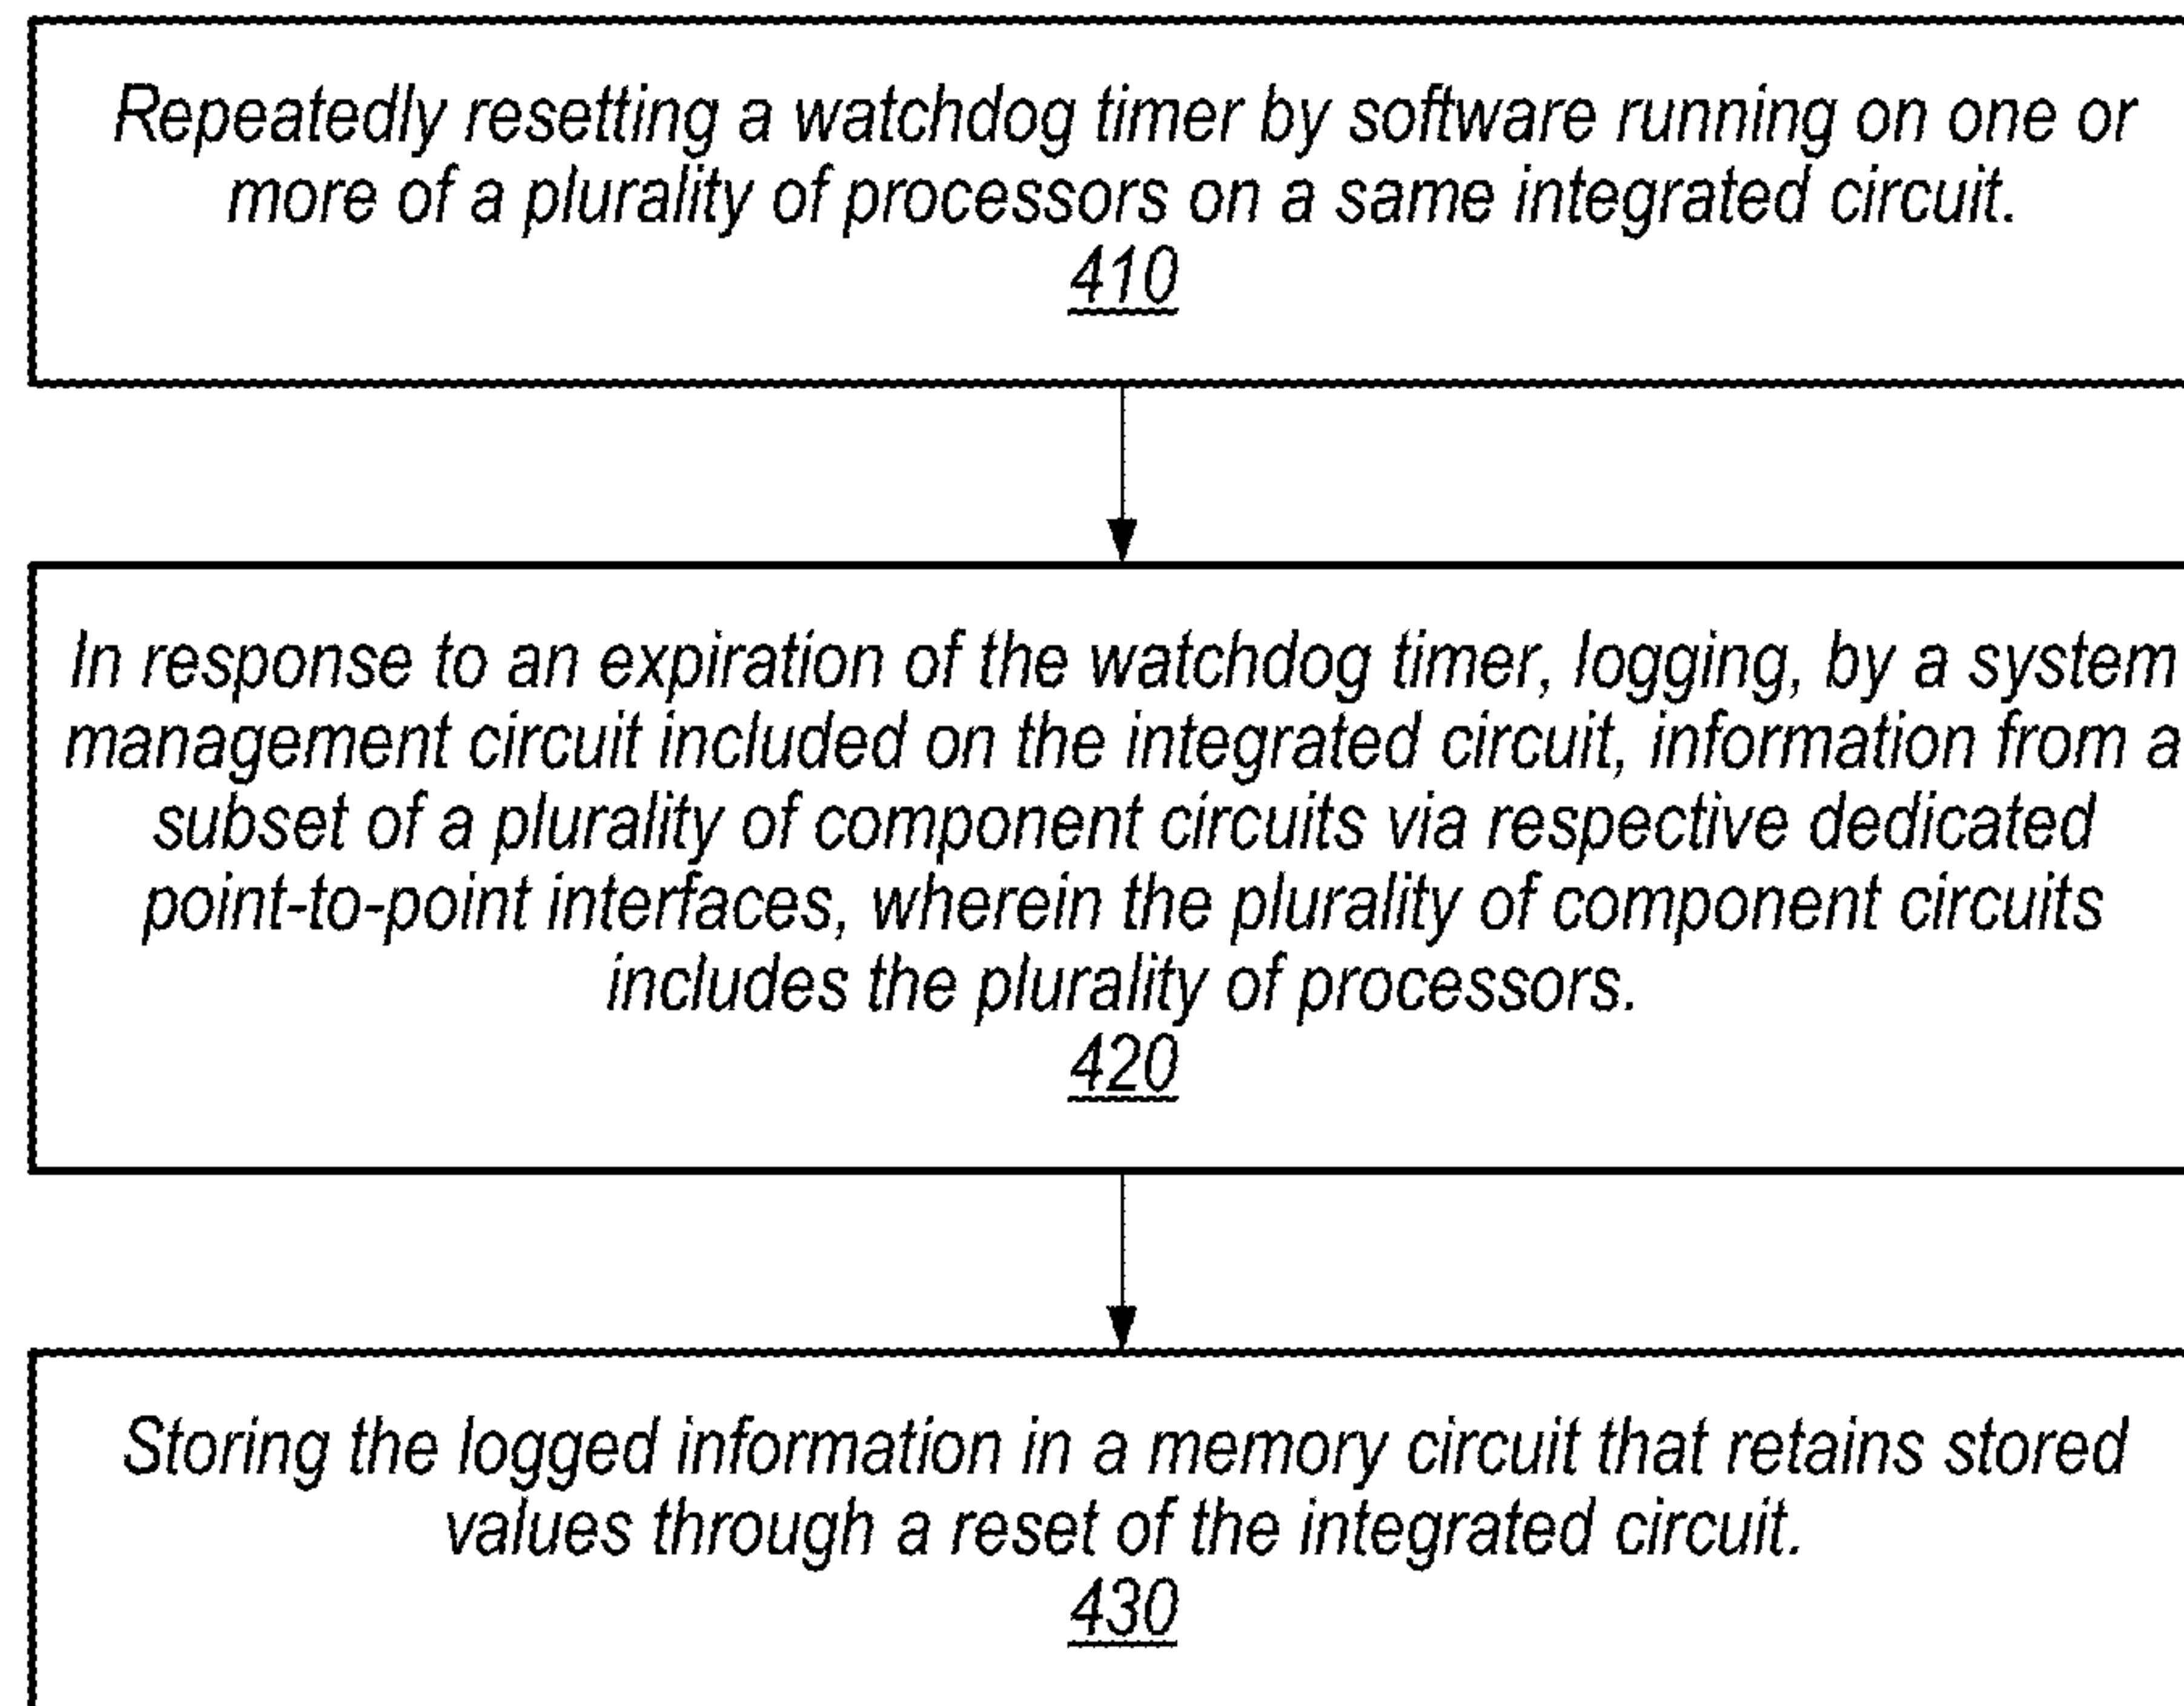 Repeatedly resetting a watchdog timer by software running on one or
more of a plurality of processors on a same integrated circuit.
410
In response to an expiration of the watchdog timer, logging, by a system
management circuit included on the integrated circuit, information from a
subset of a plurality of component circuits via respective dedicated
point-to-point interfaces, wherein the plurality of component circuits
includes the plurality of processors.
420
Storing the logged information in a memory circuit that retains stored
values through a reset of the integrated circuit.
430